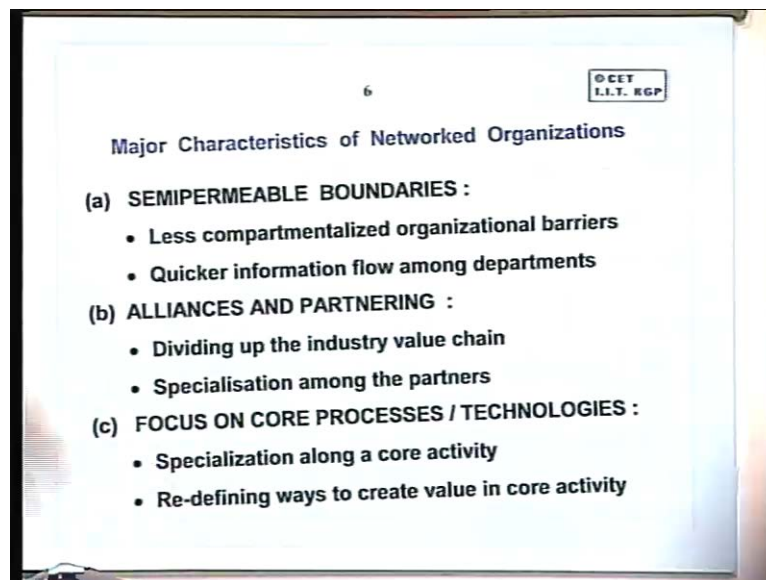 6
© CET
I.I.T. KGP
Major Characteristics of Networked Organizations
(a) SEMIPERMEABLE BOUNDARIES :
• Less compartmentalized organizational barriers
• Quicker information flow among departments
(b) ALLIANCES AND PARTNERING :
• Dividing up the industry value chain
• Specialisation among the partners
(c) FOCUS ON CORE PROCESSES / TECHNOLOGIES :
• Specialization along a core activity
• Re-defining ways to create value in core activity